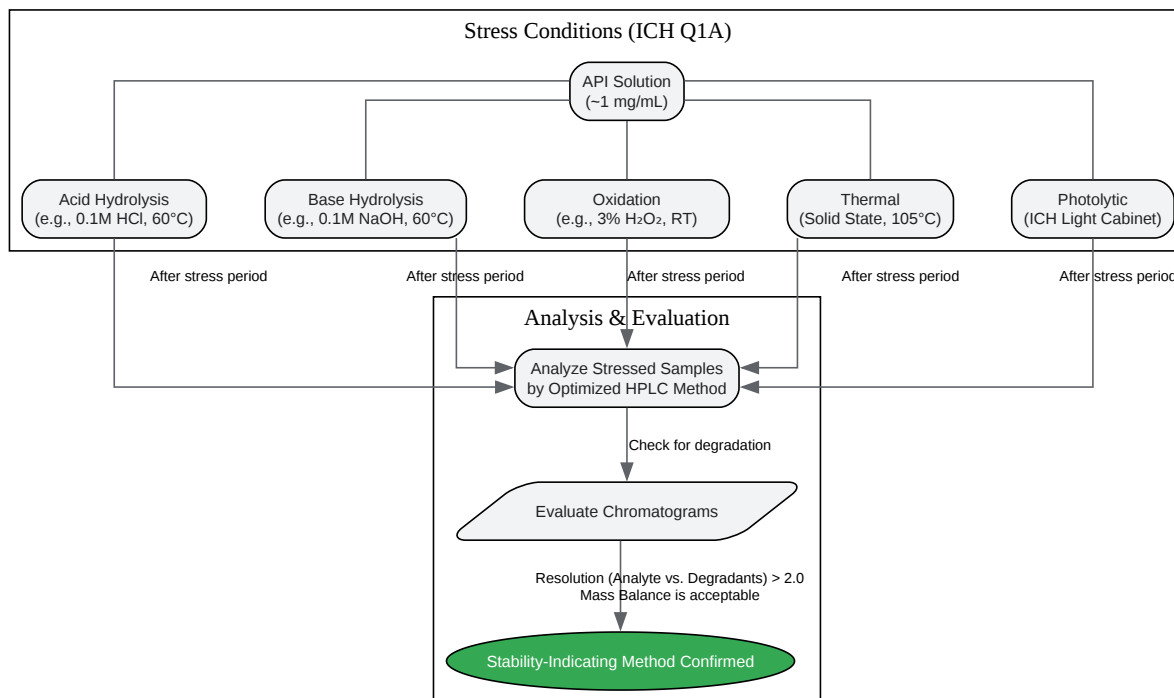 Stress Conditions (ICH Q1A)
API Solution
(~1 mg/mL)
Acid Hydrolysis
(e.g., 0.1M HCl, 60°C)
Base Hydrolysis
(e.g., 0.1M NaOH, 60°C)
Oxidation
(e.g., 3% H₂O₂, RT)
Thermal
(Solid State, 105°C)
Photolytic
(ICH Light Cabinet)
After stress period
After stress period
After stress period
After stress period
After stress period
Analysis & Evaluation
Analyze Stressed Samples
by Optimized HPLC Method
Check for degradation
Evaluate Chromatograms
Resolution (Analyte vs. Degradants) > 2.0
Mass Balance is acceptable
Stability-Indicating Method Confirmed